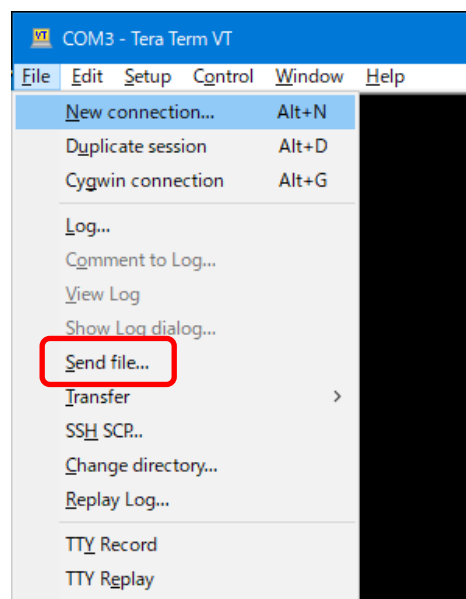 VT COM3 - Tera Term VT
File Edit Setup Control Window Help
New connection... Alt+N
Duplicate session Alt+D
Cygwin connection Alt+G
Log...
Comment to Log...
View Log
Show Log dialog...
Send file...
Transfer >
SSH SCP...
Change directory...
Replay Log...
TTY Record
TTY Replay